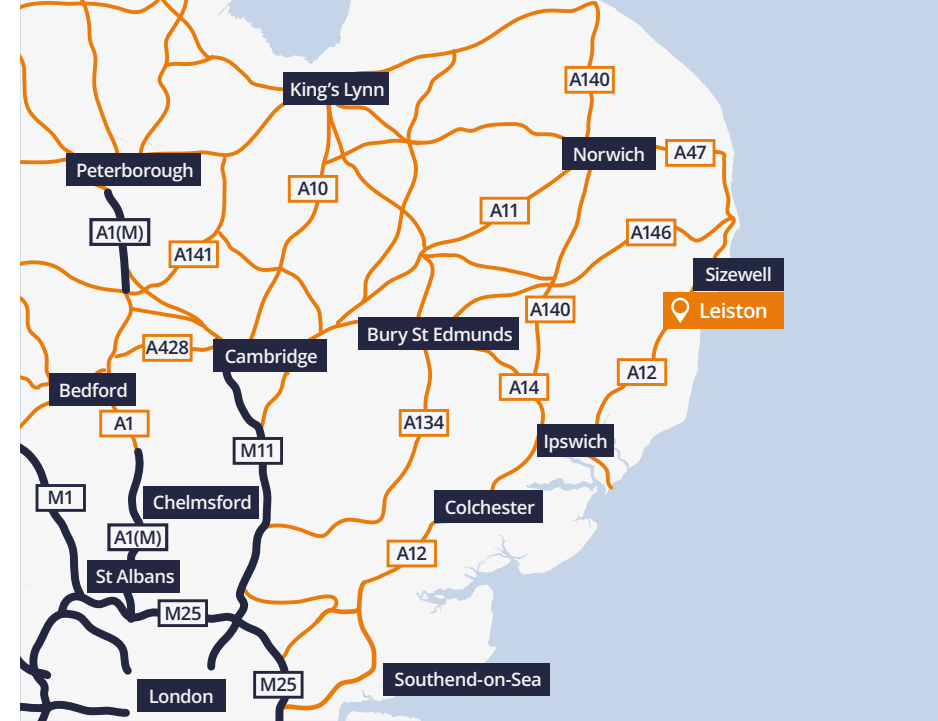 A140
King's Lynn
Norwich
A47
Peterborough
A10
A11
A1(M)
A146
A141
Sizewell
Leiston
A140
Bury St Edmunds
A428
Cambridge
A12
A14
Bedford
A1
A134
Ipswich
M11
M1
Chelmsford
Colchester
A1(M)
A12
St Albans
M25
Southend-on-Sea
M25
London